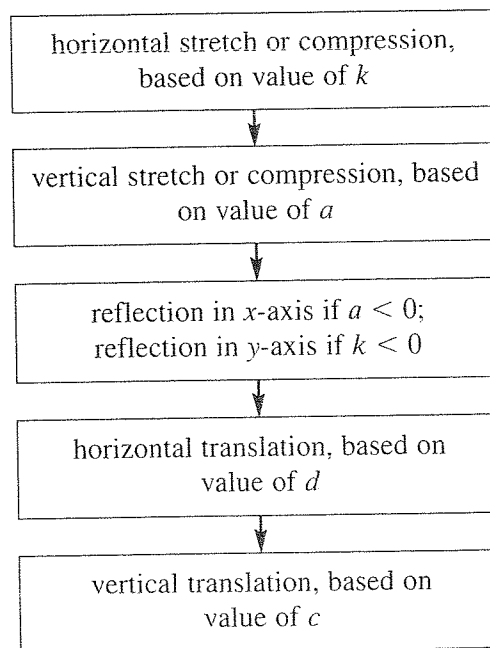 horizontal stretch or compression,
based on value of k
vertical stretch or compression, based
on value of a
reflection in x-axis if a < 0;
reflection in y-axis if k < 0
horizontal translation, based on
value of d
vertical translation, based on
value of c